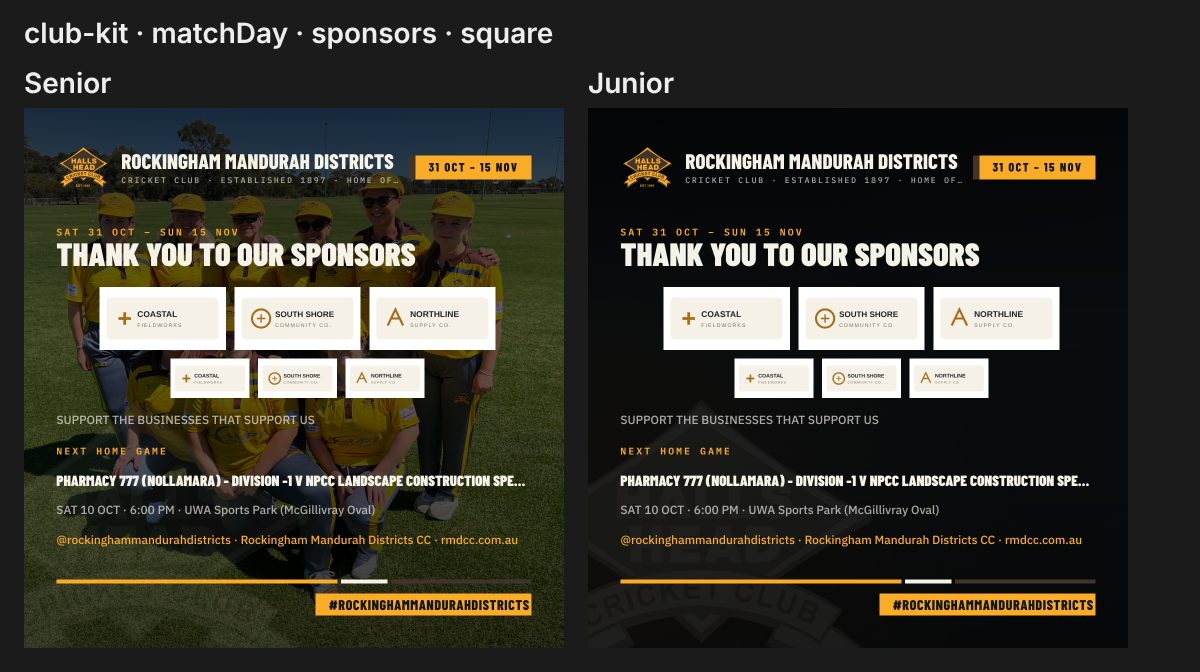 club-kit · matchDay · sponsors · square
Senior
HALLS HEAD
CRICKET CLUB
ROCKINGHAM MANDURAH DISTRICTS
CRICKET CLUB · ESTABLISHED 1897 · HOME OF…
31 OCT – 15 NOV
SAT 31 OCT – SUN 15 NOV
THANK YOU TO OUR SPONSORS
COASTAL
FIELDWORKS
SOUTH SHORE
COMMUNITY CO.
NORTHLINE
SUPPLY CO.
COASTAL
FIELDWORKS
SOUTH SHORE
COMMUNITY CO.
NORTHLINE
SUPPLY CO.
SUPPORT THE BUSINESSES THAT SUPPORT US
NEXT HOME GAME
PHARMACY 777 (NOLLAMARA) - DIVISION -1 V NPCC LANDSCAPE CONSTRUCTION SPE…
SAT 10 OCT · 6:00 PM · UWA Sports Park (McGillivray Oval)
@rockinghammandurahdistricts · Rockingham Mandurah Districts CC · rmdcc.com.au
#ROCKINGHAMMANDURAHDISTRICTS
Junior
HALLS HEAD
CRICKET CLUB
ROCKINGHAM MANDURAH DISTRICTS
CRICKET CLUB · ESTABLISHED 1897 · HOME OF…
31 OCT – 15 NOV
SAT 31 OCT – SUN 15 NOV
THANK YOU TO OUR SPONSORS
COASTAL
FIELDWORKS
SOUTH SHORE
COMMUNITY CO.
NORTHLINE
SUPPLY CO.
COASTAL
FIELDWORKS
SOUTH SHORE
COMMUNITY CO.
NORTHLINE
SUPPLY CO.
SUPPORT THE BUSINESSES THAT SUPPORT US
NEXT HOME GAME
PHARMACY 777 (NOLLAMARA) - DIVISION -1 V NPCC LANDSCAPE CONSTRUCTION SPE…
SAT 10 OCT · 6:00 PM · UWA Sports Park (McGillivray Oval)
@rockinghammandurahdistricts · Rockingham Mandurah Districts CC · rmdcc.com.au
HEAD
CRICKET CLUB
#ROCKINGHAMMANDURAHDISTRICTS